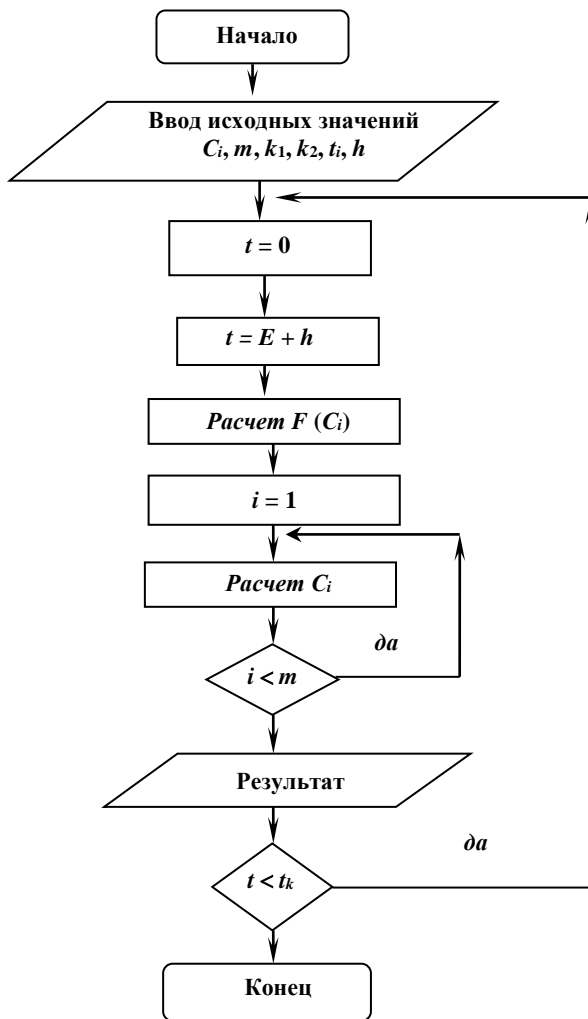 Начало
Ввод исходных значений
Cᵢ, m, k₁, k₂, tᵢ, h
t = 0
t = E + h
Расчет F (Cᵢ)
i = 1
Расчет Cᵢ
да
i < m
Результат
да
t < tₖ
Конец